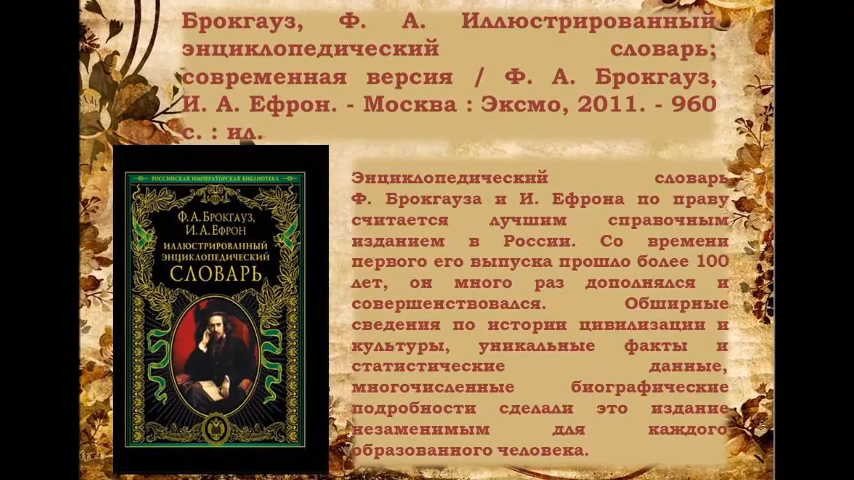 Брокгауз, Ф. А. Иллюстрированный
энциклопедический словарь;
современная версия / Ф. А. Брокгауз,
И. А. Ефрон. - Москва : Эксмо, 2011. - 960
с. : ил.
РОССИЙСКАЯ ИМПЕРАТОРСКАЯ БИБЛИОТЕКА
Ф. А. БРОКГАУЗ,
И. А. ЕФРОН
ИЛЛЮСТРИРОВАННЫЙ
ЭНЦИКЛОПЕДИЧЕСКИЙ
СЛОВАРЬ
Энциклопедический словарь
Ф. Брокгауза и И. Ефрона по праву
считается лучшим справочным
изданием в России. Со времени
первого его выпуска прошло более 100
лет, он много раз дополнялся и
совершенствовался. Обширные
сведения по истории цивилизации и
культуры, уникальные факты и
статистические данные,
многочисленные биографические
подробности сделали это издание
незаменимым для каждого
образованного человека.